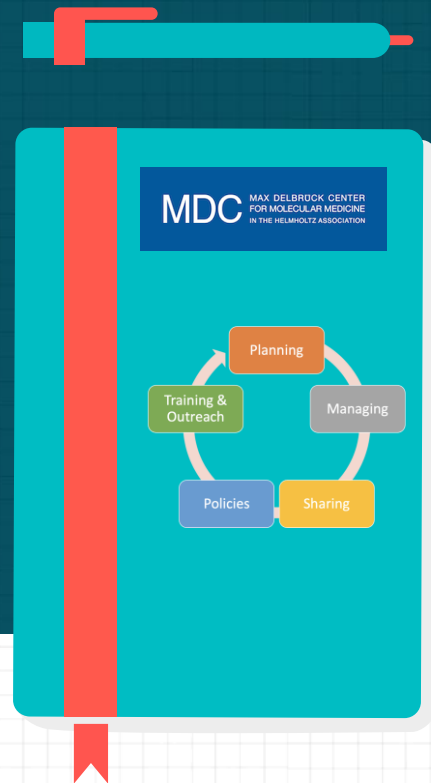 MDC
MAX DELBRÜCK CENTER
FOR MOLECULAR MEDICINE
IN THE HELMHOLTZ ASSOCIATION
Planning
Managing
Sharing
Policies
Training &
Outreach